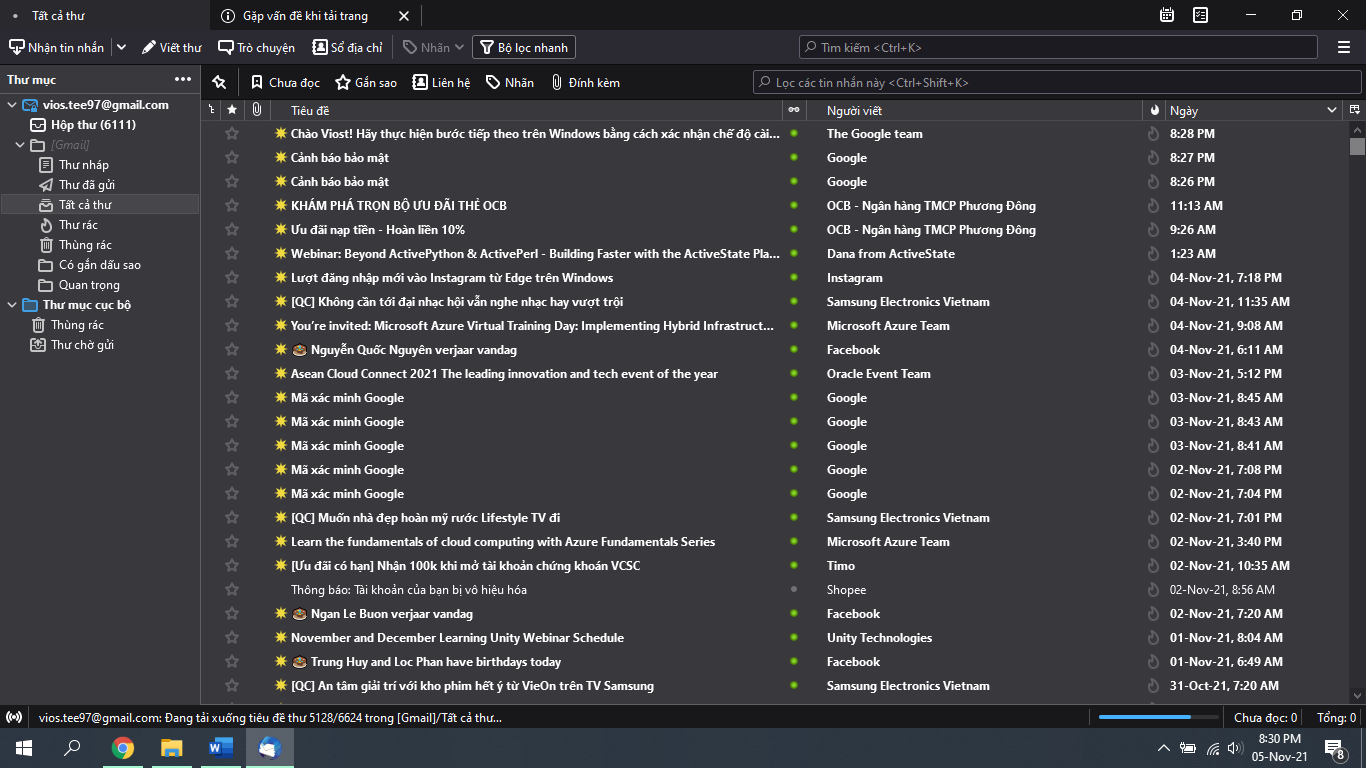 Tất cả thư
Gặp vấn đề khi tải trang
Nhận tin nhắn Viết thư Trò chuyện Sổ địa chỉ Nhãn Bộ lọc nhanh Tìm kiếm <Ctrl+K>
Thư mục
Chưa đọc Gắn sao Liên hệ Nhãn Đính kèm Lọc các tin nhắn này <Ctrl+Shift+K>
vios.tee97@gmail.com
Hộp thư (6111)
[Gmail]
Thư nháp
Thư đã gửi
Tất cả thư
Thư rác
Thùng rác
Có gắn dấu sao
Quan trọng
Thư mục cục bộ
Thùng rác
Thư chờ gửi
Tiêu đề Người viết Ngày
Chào Viost! Hãy thực hiện bước tiếp theo trên Windows bằng cách xác nhận chế độ cài... The Google team 8:28 PM
Cảnh báo bảo mật Google 8:27 PM
Cảnh báo bảo mật Google 8:26 PM
KHÁM PHÁ TRỌN BỘ ƯU ĐÃI THẺ OCB OCB - Ngân hàng TMCP Phương Đông 11:13 AM
Ưu đãi nạp tiền - Hoàn liền 10% OCB - Ngân hàng TMCP Phương Đông 9:26 AM
Webinar: Beyond ActivePython & ActivePerl - Building Faster with the ActiveState Pla... Dana from ActiveState 1:23 AM
Lượt đăng nhập mới vào Instagram từ Edge trên Windows Instagram 04-Nov-21, 7:18 PM
[QC] Không cần tới đại nhạc hội vẫn nghe nhạc hay vượt trội Samsung Electronics Vietnam 04-Nov-21, 11:35 AM
You’re invited: Microsoft Azure Virtual Training Day: Implementing Hybrid Infrastruct... Microsoft Azure Team 04-Nov-21, 9:08 AM
Nguyễn Quốc Nguyên verjaar vandag Facebook 04-Nov-21, 6:11 AM
Asean Cloud Connect 2021 The leading innovation and tech event of the year Oracle Event Team 03-Nov-21, 5:12 PM
Mã xác minh Google Google 03-Nov-21, 8:45 AM
Mã xác minh Google Google 03-Nov-21, 8:43 AM
Mã xác minh Google Google 03-Nov-21, 8:41 AM
Mã xác minh Google Google 02-Nov-21, 7:08 PM
Mã xác minh Google Google 02-Nov-21, 7:04 PM
[QC] Muốn nhà đẹp hoàn mỹ rước Lifestyle TV đi Samsung Electronics Vietnam 02-Nov-21, 7:01 PM
Learn the fundamentals of cloud computing with Azure Fundamentals Series Microsoft Azure Team 02-Nov-21, 3:40 PM
[Ưu đãi có hạn] Nhận 100k khi mở tài khoản chứng khoán VCSC Timo 02-Nov-21, 10:35 AM
Thông báo: Tài khoản của bạn bị vô hiệu hóa Shopee 02-Nov-21, 8:56 AM
Ngan Le Buon verjaar vandag Facebook 02-Nov-21, 7:20 AM
November and December Learning Unity Webinar Schedule Unity Technologies 01-Nov-21, 8:04 AM
Trung Huy and Loc Phan have birthdays today Facebook 01-Nov-21, 6:49 AM
[QC] An tâm giải trí với kho phim hết ý từ VieOn trên TV Samsung Samsung Electronics Vietnam 31-Oct-21, 7:20 AM
vios.tee97@gmail.com: Đang tải xuống tiêu đề thư 5128/6624 trong [Gmail]/Tất cả thư... Chưa đọc: 0 Tổng: 0
8:30 PM
05-Nov-21
8